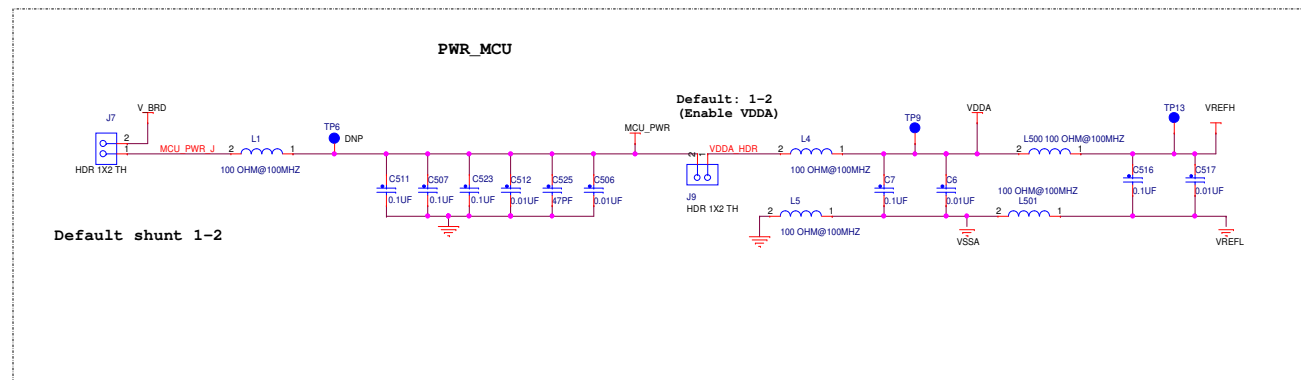 PWR_MCU
Default: 1-2
(Enable VDDA)
J7
V_BRD
2
1
HDR 1X2 TH
MCU_PWR_J
2
L1
1
100 OHM@100MHZ
TP6
DNP
C511
0.1UF
C507
0.1UF
C523
0.1UF
C512
0.01UF
C525
47PF
C506
0.01UF
MCU_PWR
2
1
J9
HDR 1X2 TH
VDDA_HDR
2
L4
1
100 OHM@100MHZ
2
L5
1
100 OHM@100MHZ
TP9
C7
0.1UF
C6
0.01UF
VDDA
VSSA
2
L500 100 OHM@100MHZ
1
100 OHM@100MHZ
2
L501
1
TP13
VREFH
C516
0.1UF
C517
0.01UF
VREFL
Default shunt 1-2